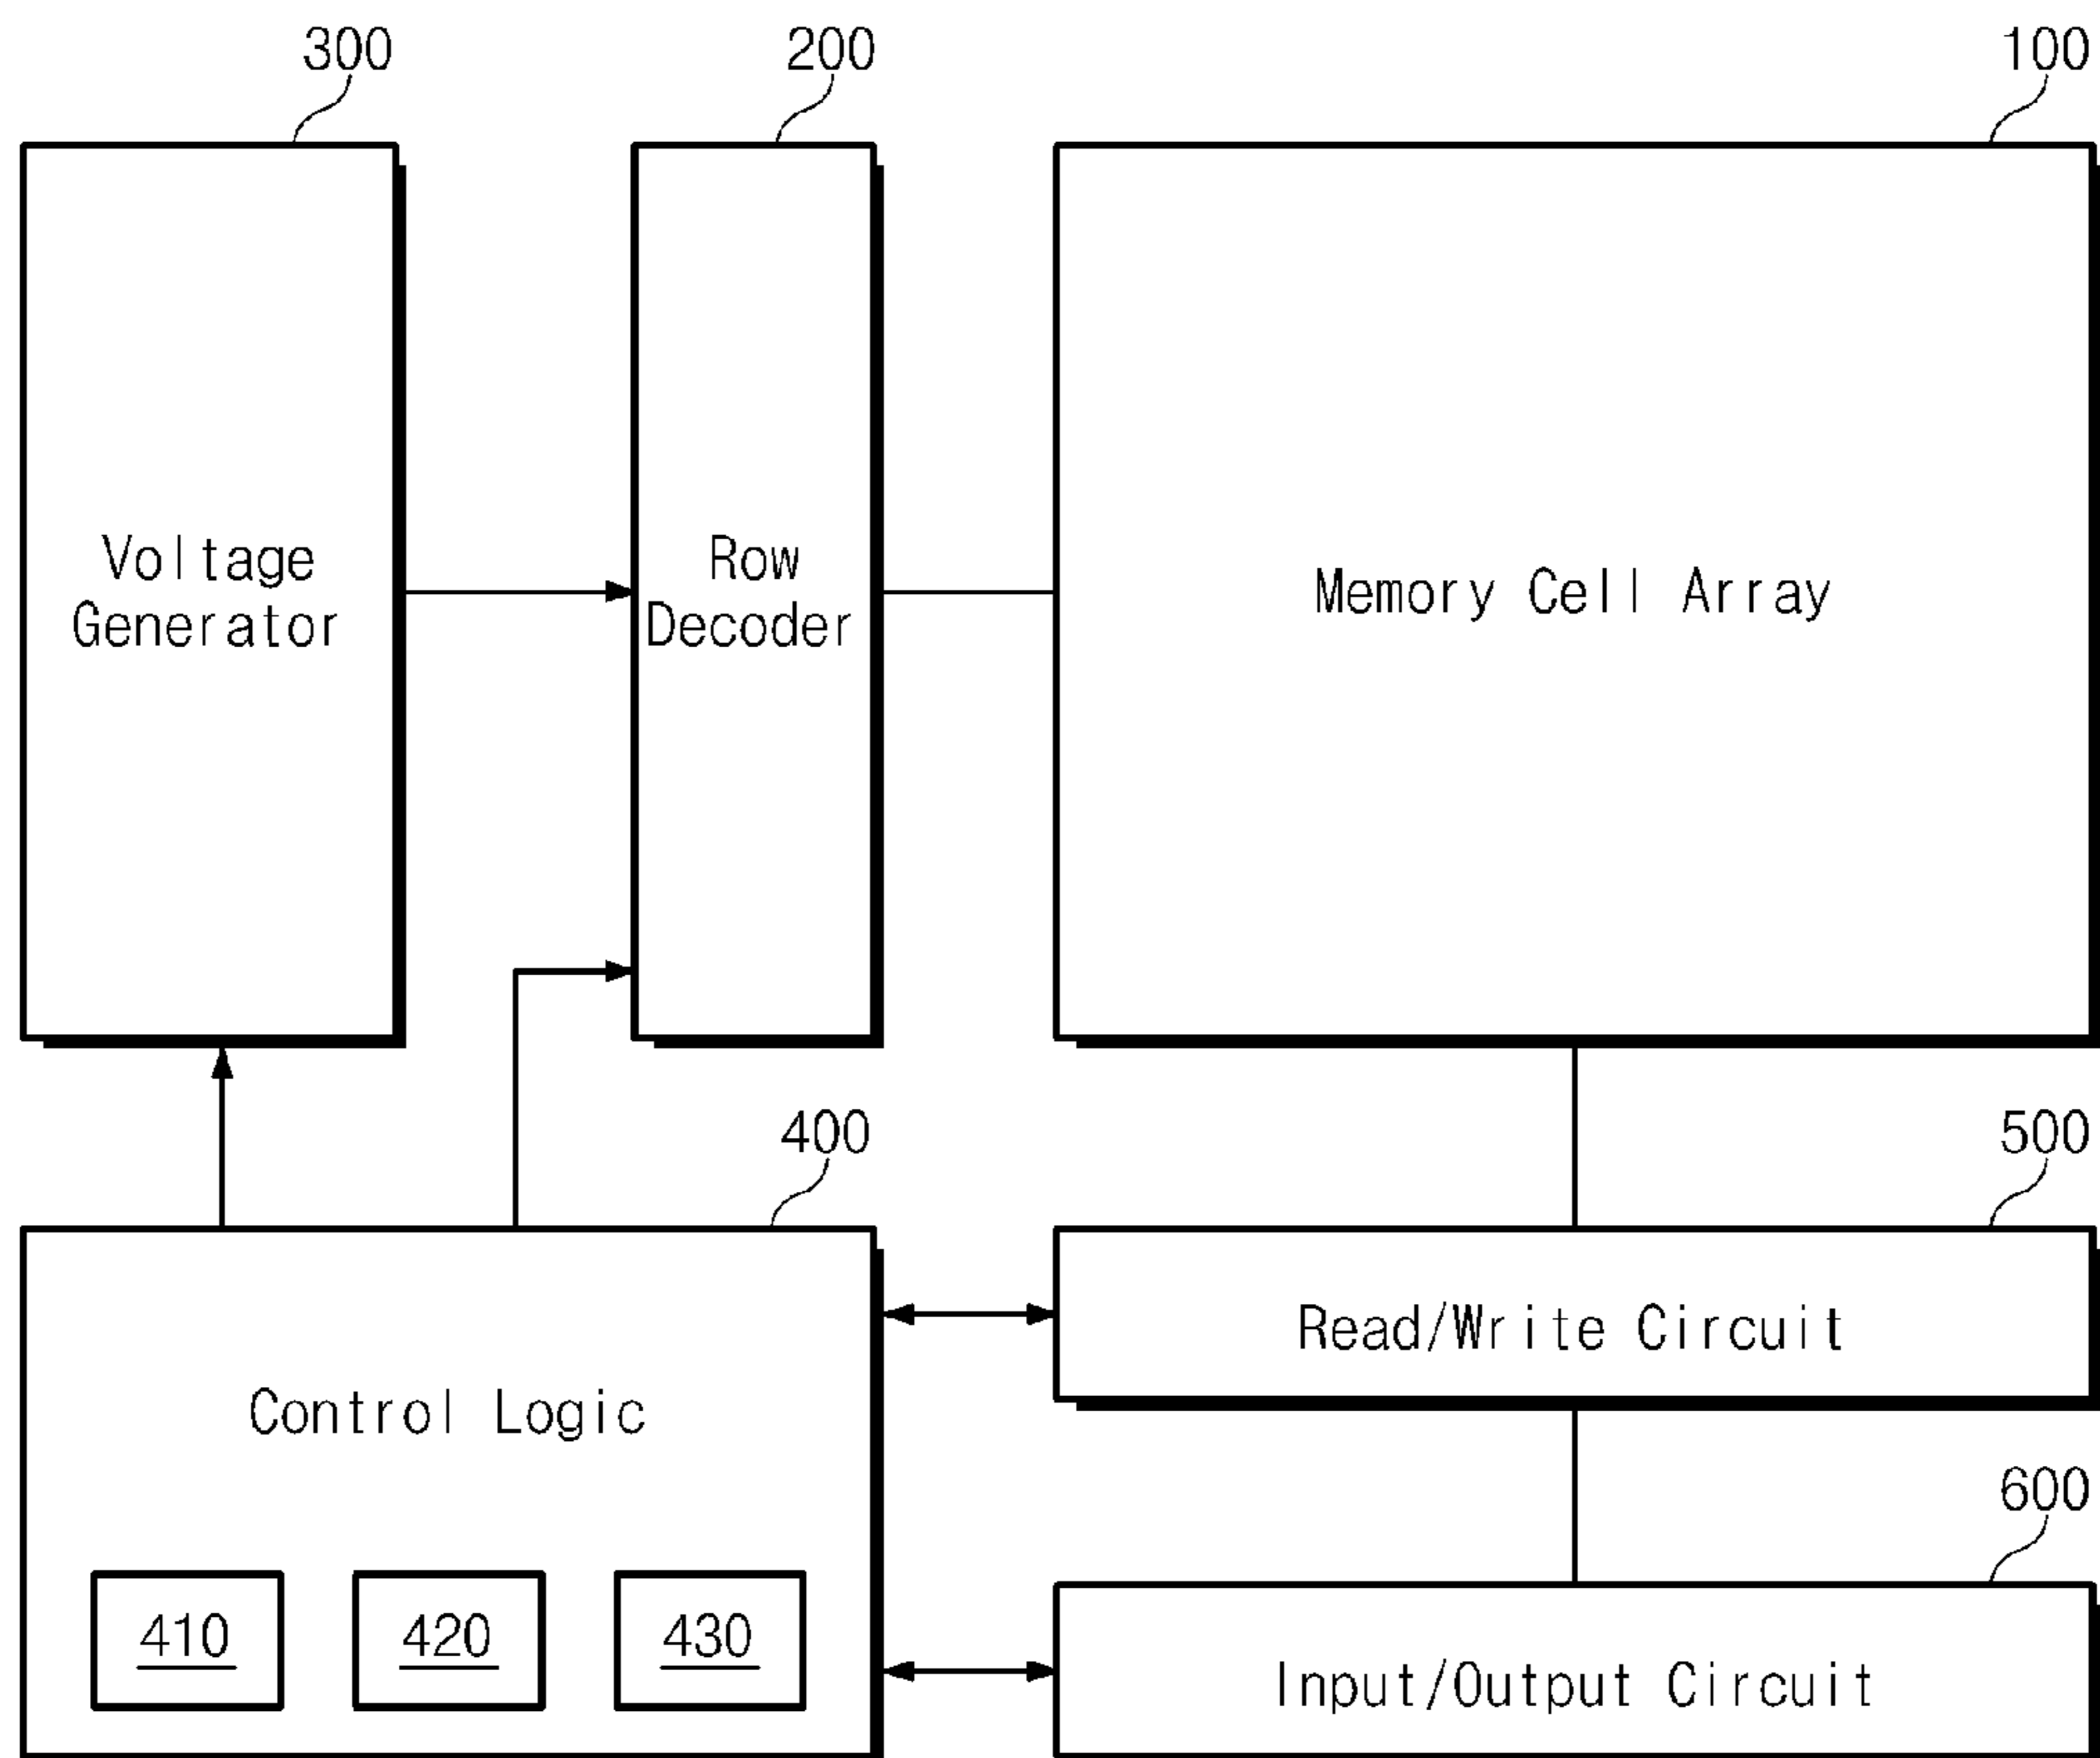 300
200
100
Voltage
Generator
Row
Decoder
Memory Cell Array
400
500
Control Logic
Read/Write Circuit
600
410
420
430
Input/Output Circuit